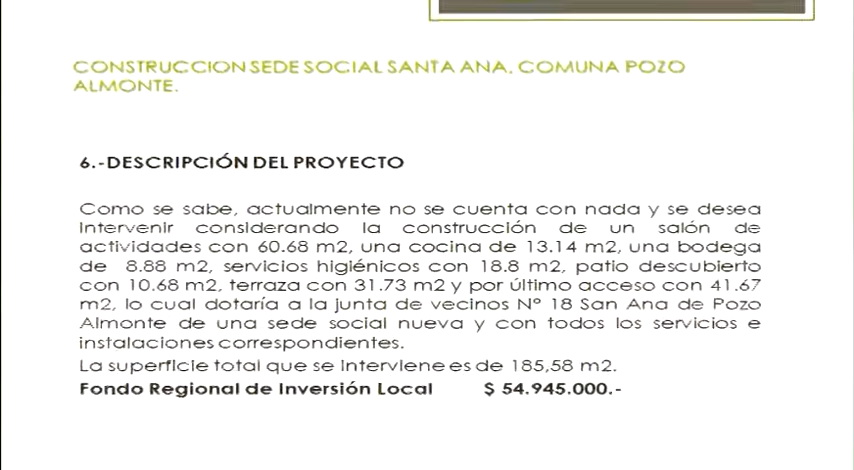 CONSTRUCCION SEDE SOCIAL SANTA ANA, COMUNA POZO
ALMONTE.
6.-DESCRIPCIÓN DEL PROYECTO
Como se sabe, actualmente no se cuenta con nada y se desea
intervenir considerando la construcción de un salón de
actividades con 60.68 m2, una cocina de 13.14 m2, una bodega
de 8.88 m2, servicios higiénicos con 18.8 m2, patio descubierto
con 10.68 m2, terraza con 31.73 m2 y por último acceso con 41.67
m2, lo cual dotaría a la junta de vecinos N° 18 San Ana de Pozo
Almonte de una sede social nueva y con todos los servicios e
instalaciones correspondientes.
La superficie total que se interviene es de 185,58 m2.
Fondo Regional de Inversión Local $ 54.945.000.-